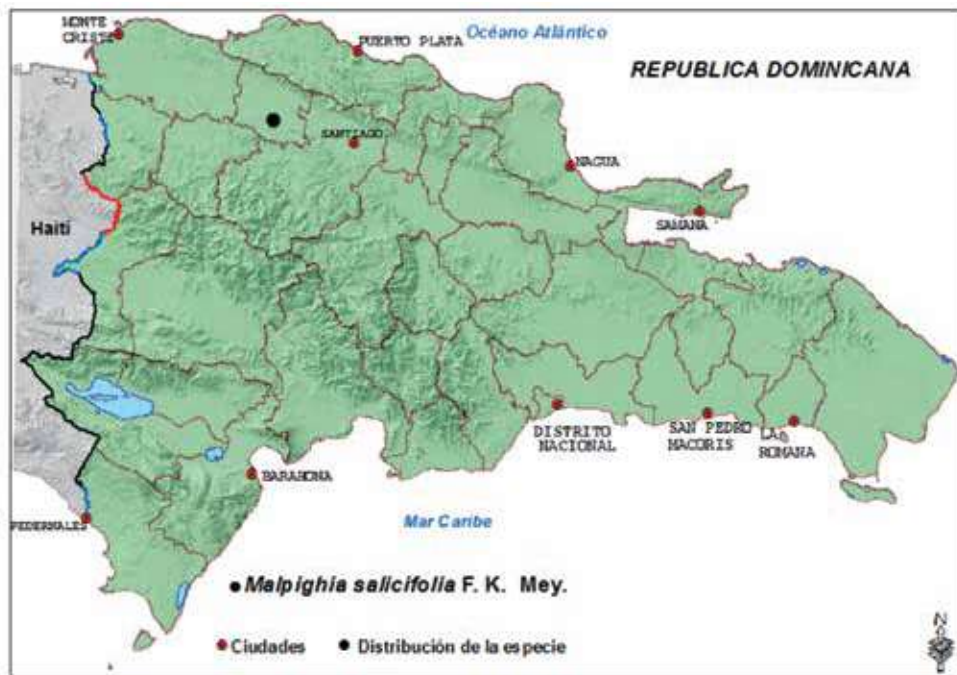 MONTE
CRISTI
PUERTO PLATA
Océano Atlántico
REPUBLICA DOMINICANA
SANTIAGO
NAGUA
SAMANA
Haití
DISTRITO
NACIONAL
SAN PEDRO
MACORIS
LA
ROMANA
BARAHONA
PEDERNALES
Mar Caribe
Malpighia salicifolia F. K. Mey.
Ciudades
Distribución de la especie
N